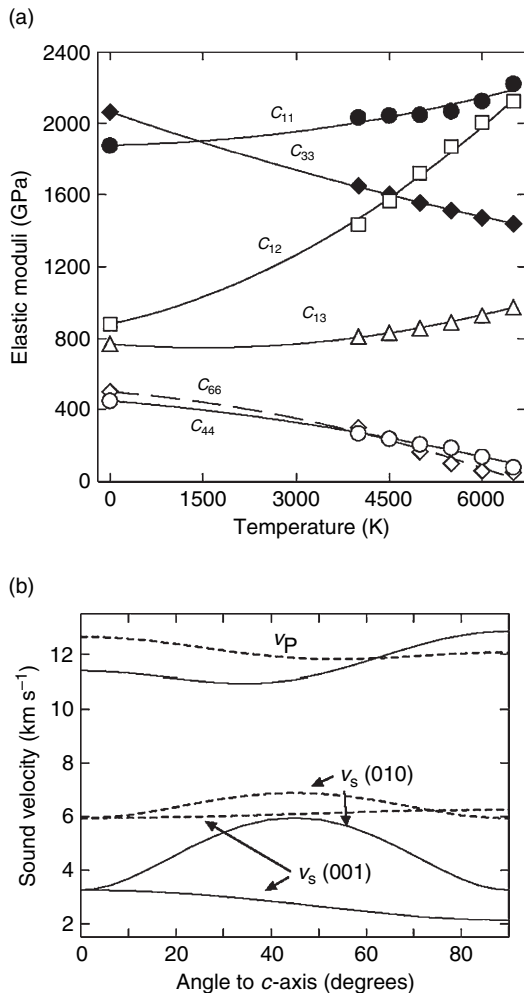 (a)
2400
2000
1600
1200
800
400
0
C11
C33
C12
C13
C66
C44
Elastic moduli (GPa)
0 1500 3000 4500 6000
Temperature (K)
(b)
12
10
8
6
4
2
vP
vs (010)
vs (001)
Sound velocity (km s−1)
0 20 40 60 80
Angle to c-axis (degrees)